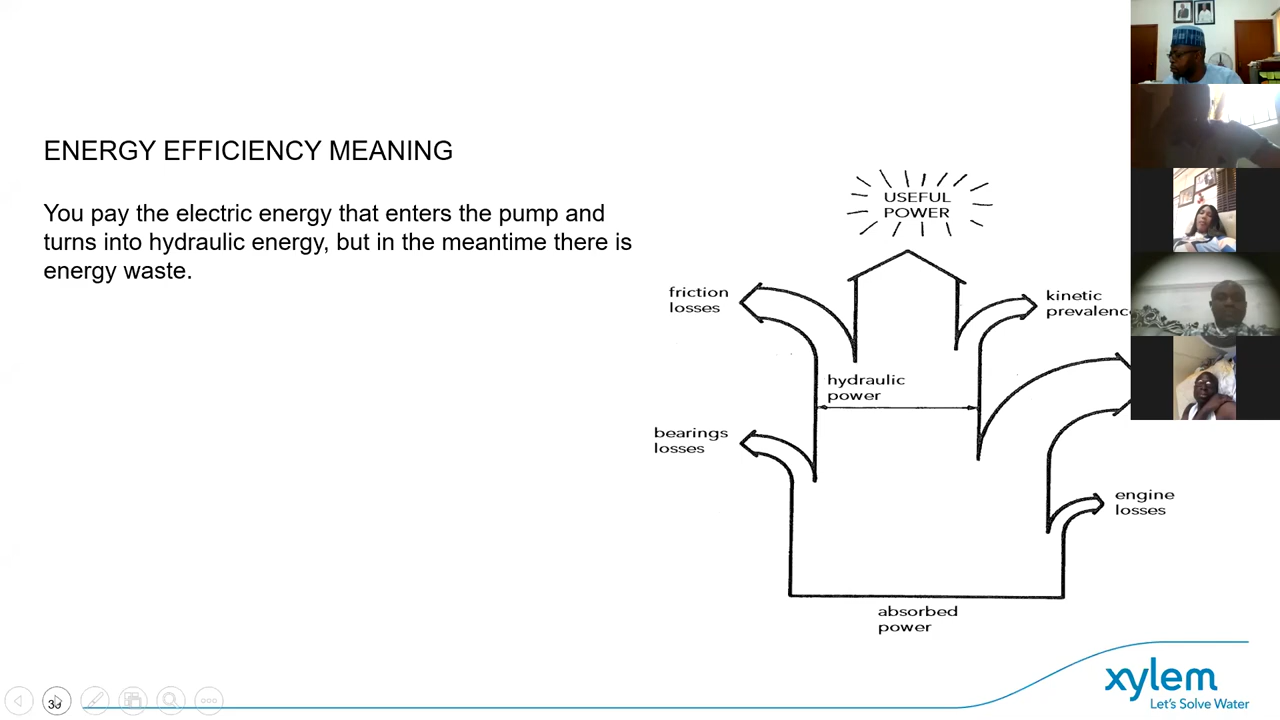 ENERGY EFFICIENCY MEANING
You pay the electric energy that enters the pump and
turns into hydraulic energy, but in the meantime there is
energy waste.
USEFUL
POWER
friction
losses
kinetic
hydraulic
power
bearings
losses
engine
losses
absorbed
power
xylem
Let's Solve Water